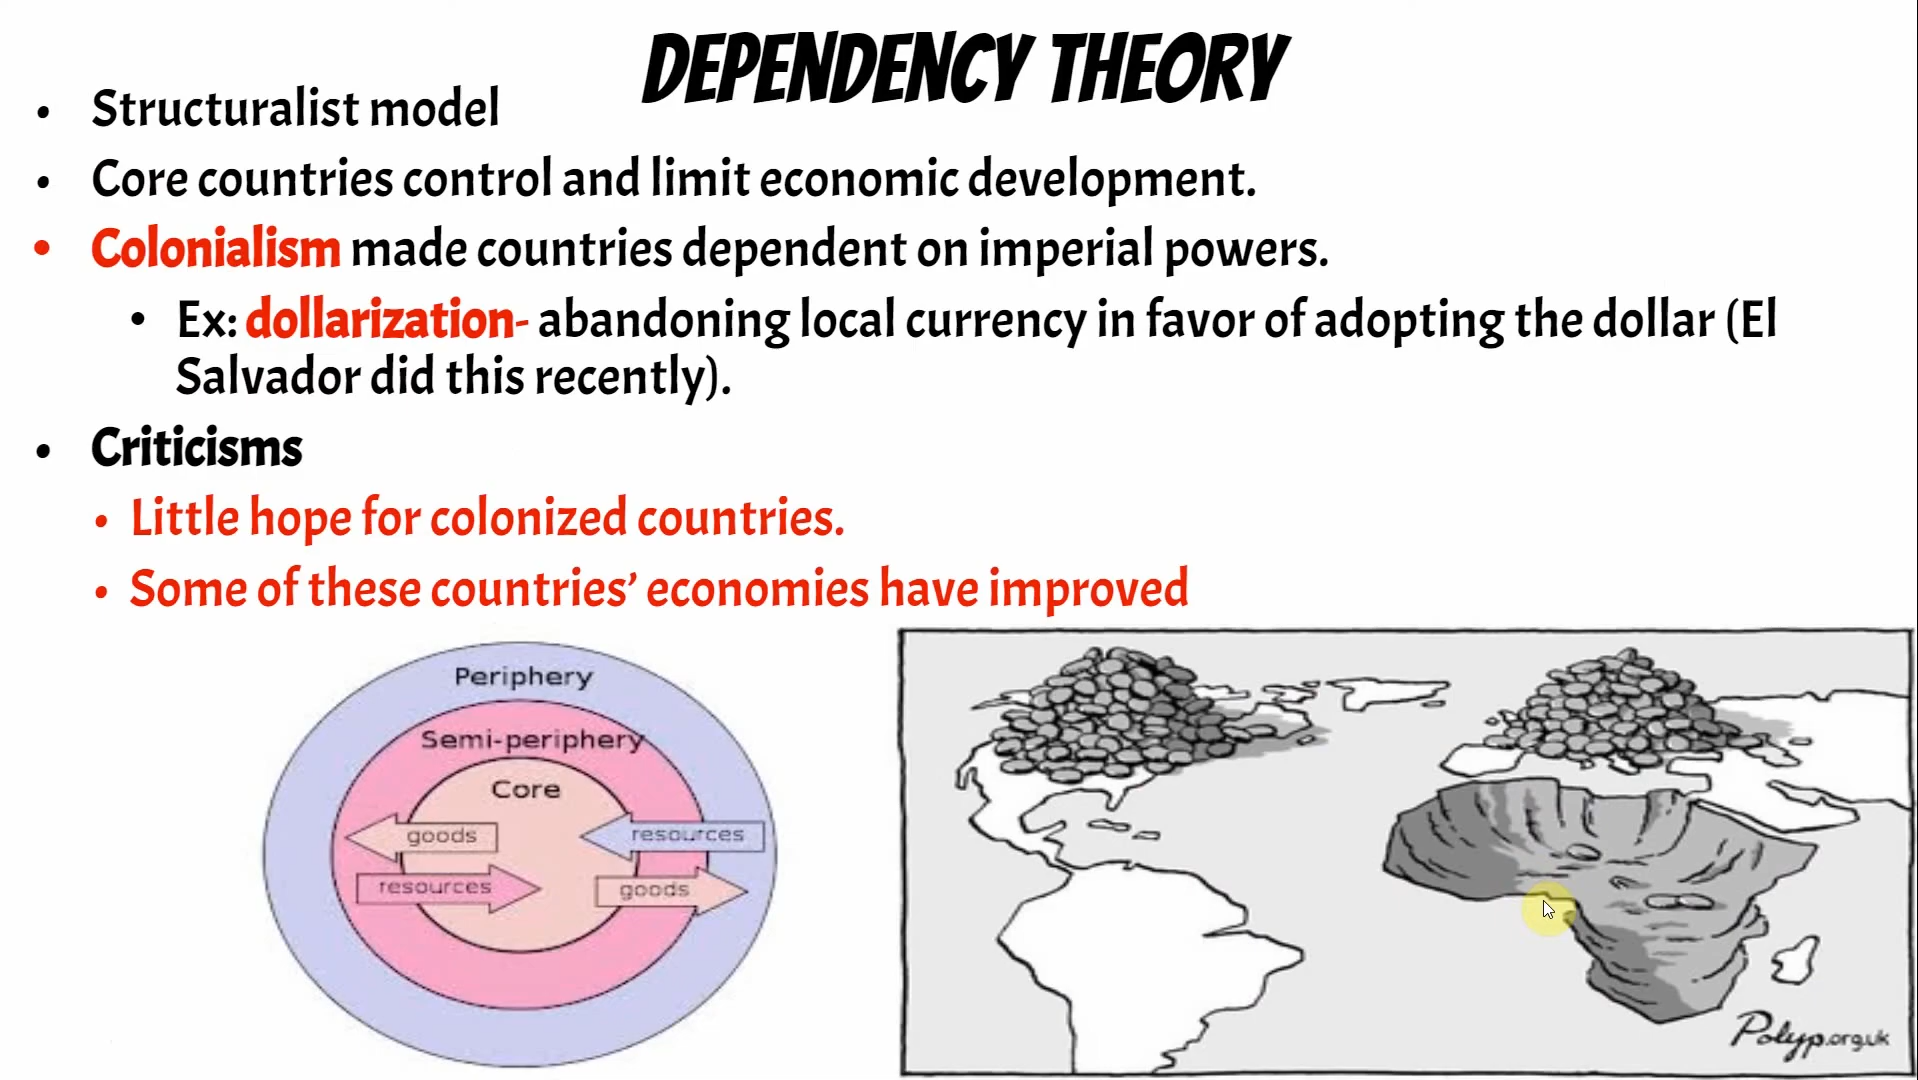 DEPENDENCY THEORY
• Structuralist model
• Core countries control and limit economic development.
• Colonialism made countries dependent on imperial powers.
• Ex: dollarization- abandoning local currency in favor of adopting the dollar (El
Salvador did this recently).
• Criticisms
• Little hope for colonized countries.
• Some of these countries’ economies have improved
Periphery
Semi-periphery
Core
goods
resources
resources
goods
Polyp.org.uk